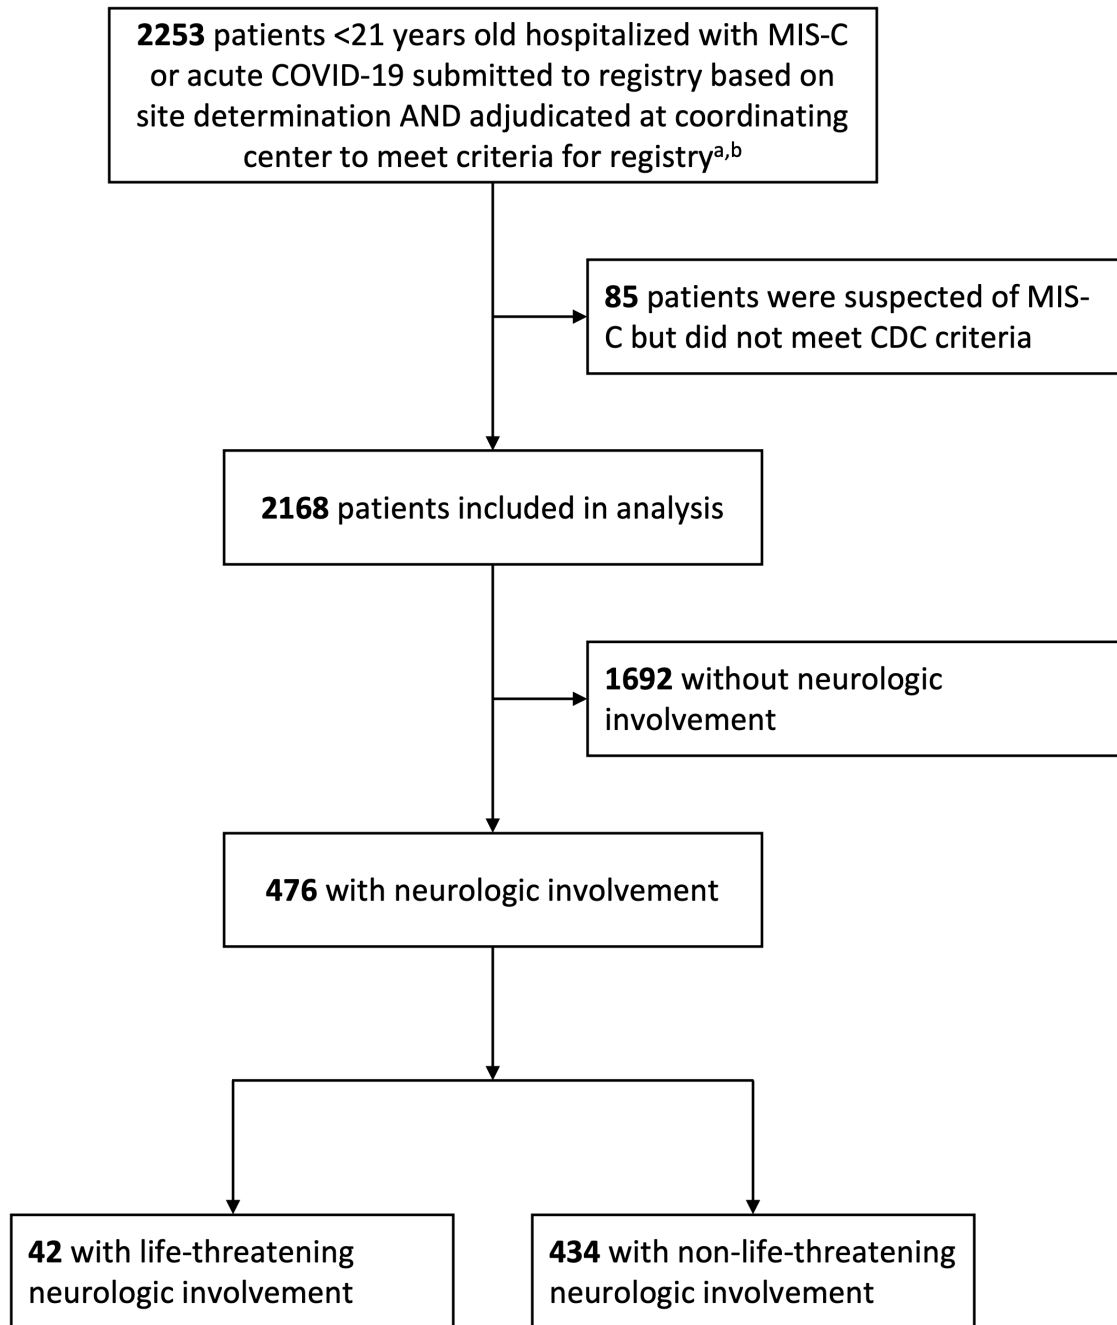 2253 patients <21 years old hospitalized with MIS-C
or acute COVID-19 submitted to registry based on
site determination AND adjudicated at coordinating
center to meet criteria for registrya,b
85 patients were suspected of MIS-
C but did not meet CDC criteria
2168 patients included in analysis
1692 without neurologic
involvement
476 with neurologic involvement
42 with life-threatening
neurologic involvement
434 with non-life-threatening
neurologic involvement